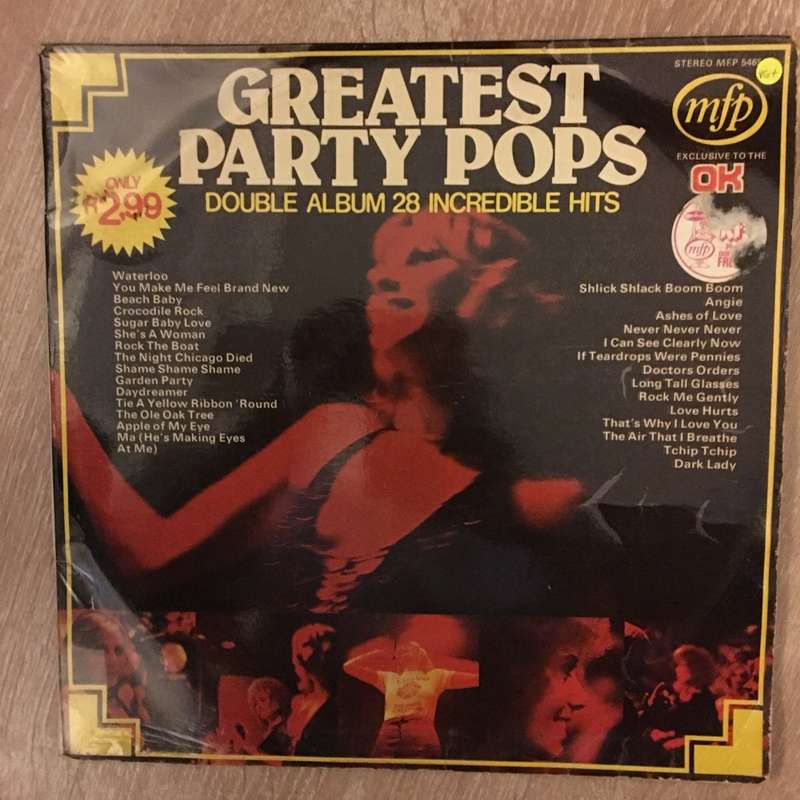 STEREO MFP
GREATEST
PARTY POPS
DOUBLE ALBUM 28 INCREDIBLE HITS
mfp
EXCLUSIVE TO THE
OK
ONLY
R2,99
mfp
Waterloo
You Make Me Feel Brand New
Beach Baby
Crocodile Rock
Sugar Baby Love
She's A Woman
Rock The Boat
The Night Chicago Died
Shame Shame Shame
Garden Party
Daydreamer
Tie A Yellow Ribbon 'Round
The Ole Oak Tree
Apple of My Eye
Ma (He's Making Eyes
At Me)
Shlick Shlack Boom Boom
Angie
Ashes of Love
Never Never Never
I Can See Clearly Now
If Teardrops Were Pennies
Doctors Orders
Long Tall Glasses
Rock Me Gently
Love Hurts
That's Why I Love You
The Air That I Breathe
Tchip Tchip
Dark Lady